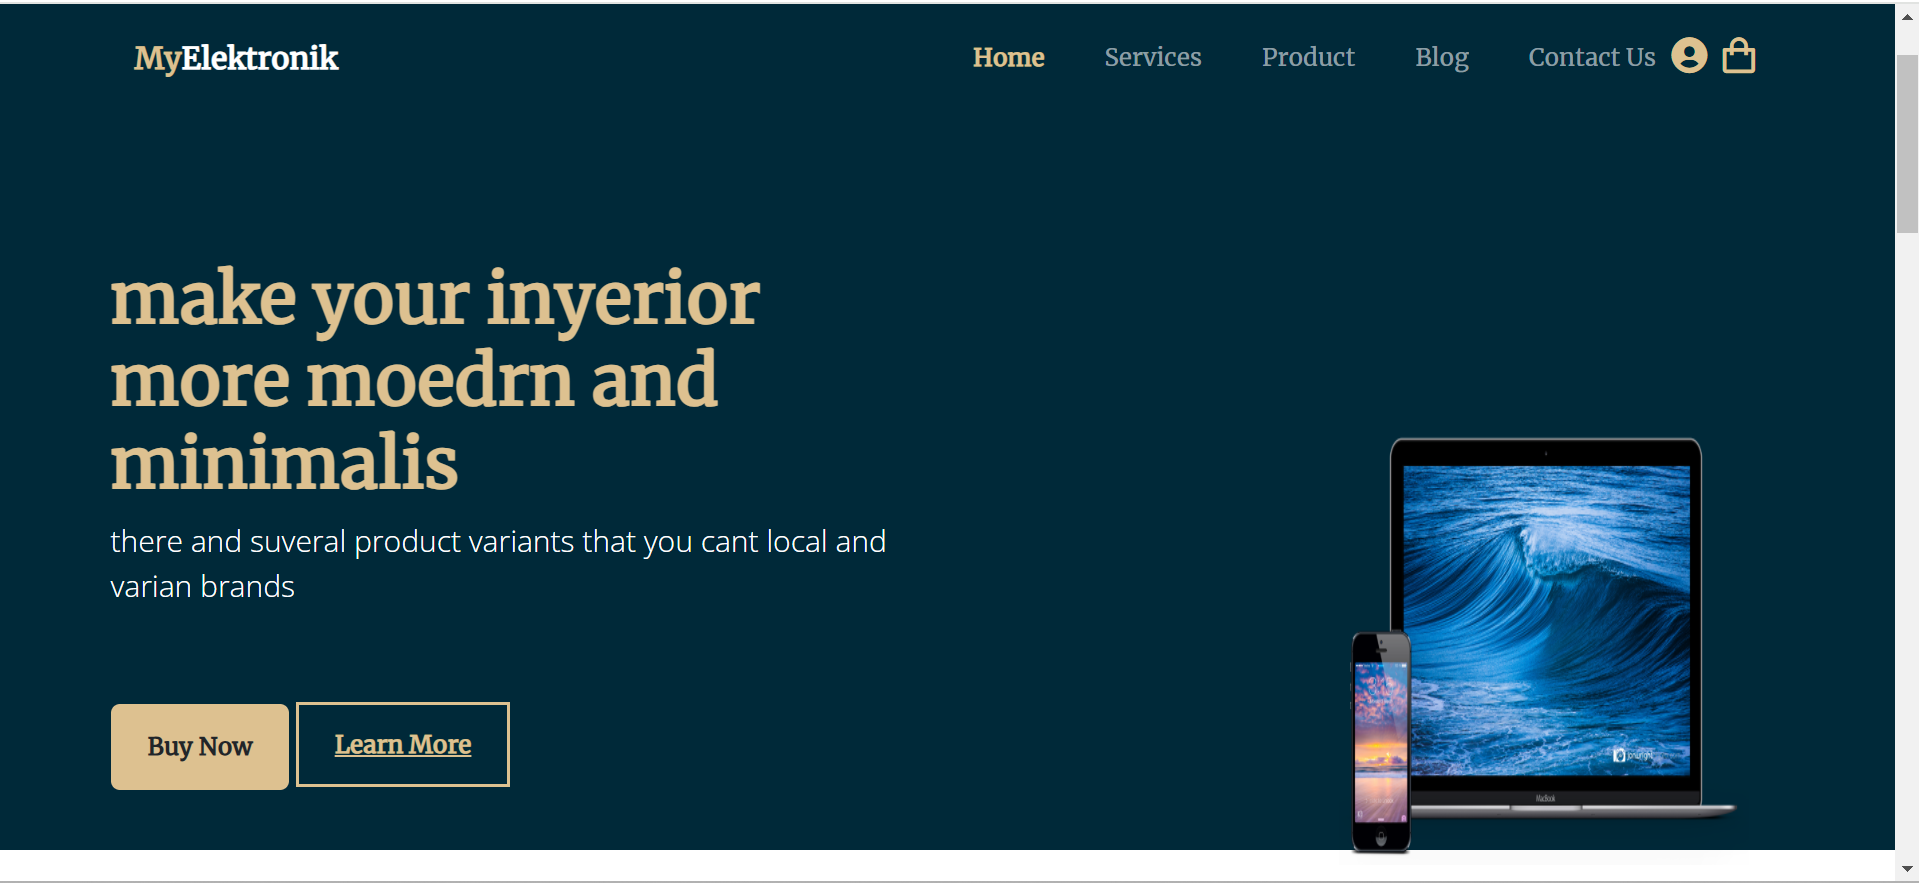 MyElektronik
Home Services Product Blog Contact Us
make your inyerior
more moedrn and
minimalis
there and suveral product variants that you cant local and
varian brands
Buy Now Learn More
MacBook